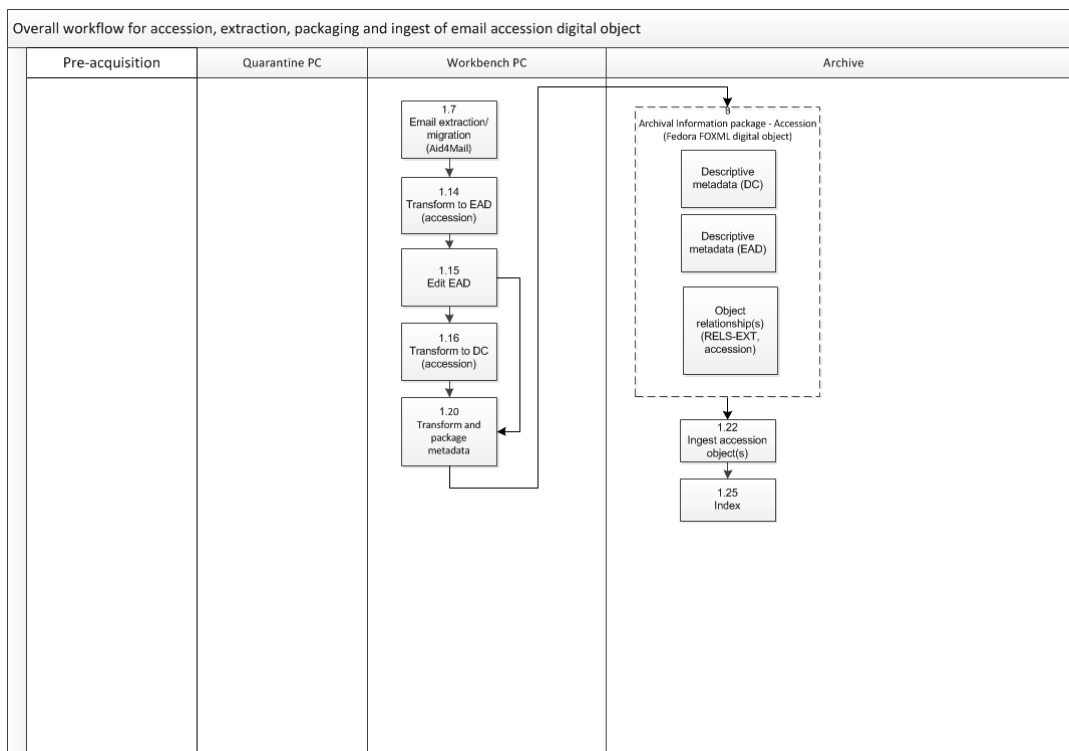 Overall workflow for accession, extraction, packaging and ingest of email accession digital object
Pre-acquisition
Quarantine PC
Workbench PC
Archive
1.7
Email extraction/
migration
(Aid4Mail)
1.14
Transform to EAD
(accession)
1.15
Edit EAD
1.16
Transform to DC
(accession)
1.20
Transform and
package
metadata
Archival Information package - Accession
(Fedora FOXML digital object)
Descriptive
metadata (DC)
Descriptive
metadata (EAD)
Object
relationship(s)
(RELS-EXT,
accession)
1.22
Ingest accession
object(s)
1.25
Index